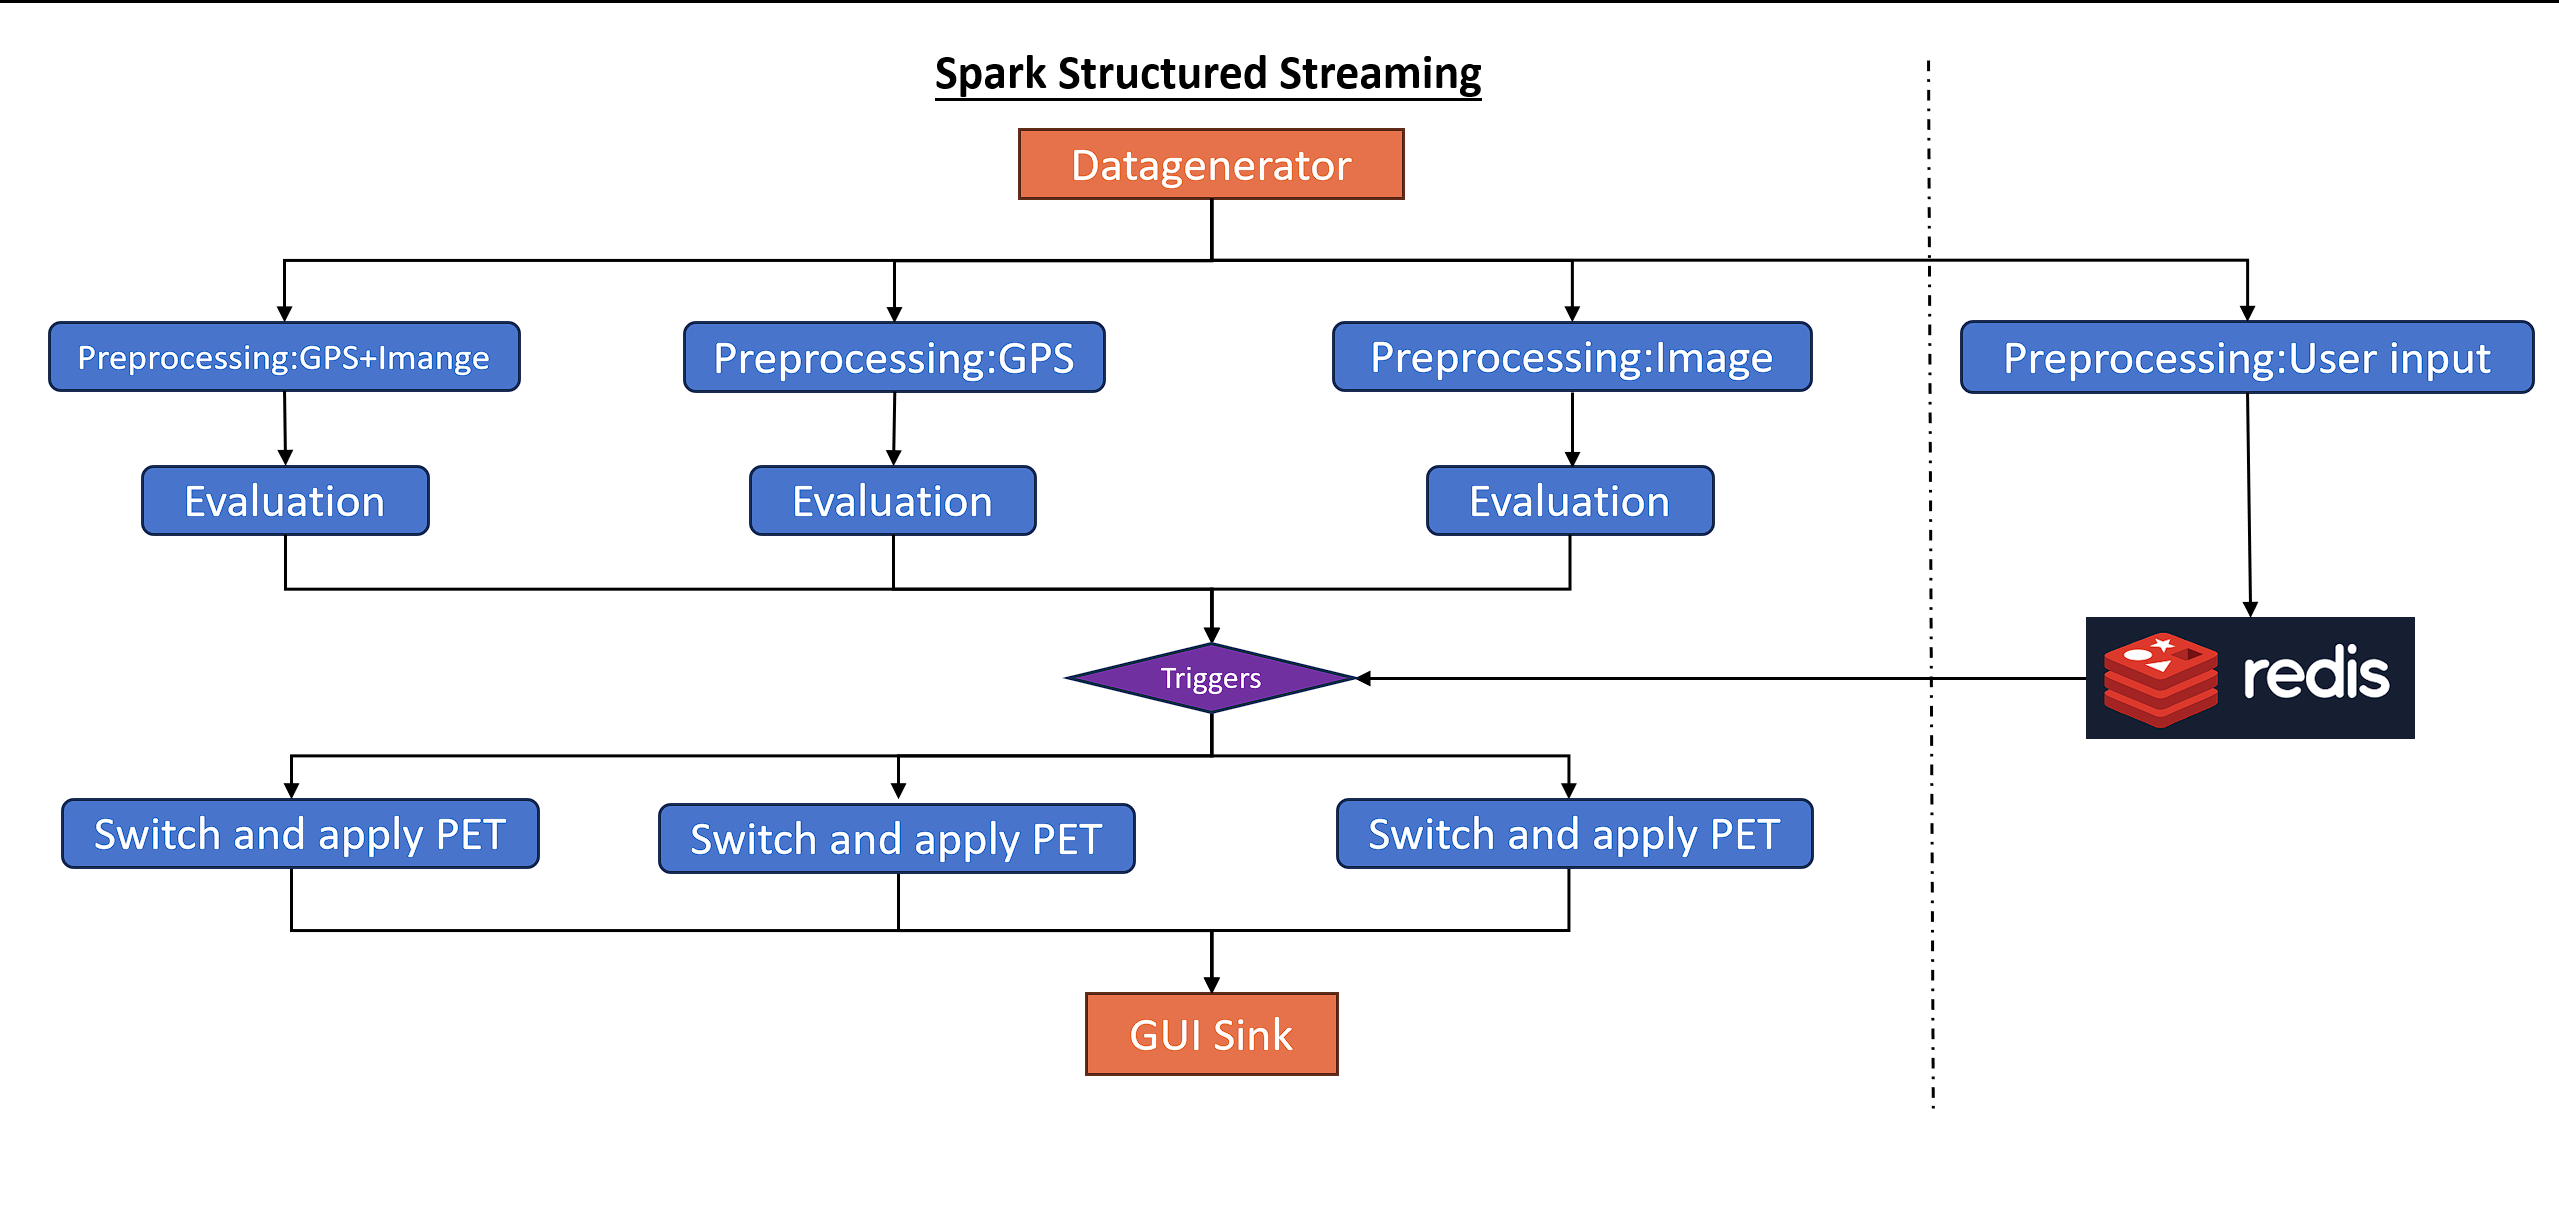 Spark Structured Streaming
Datagenerator
Preprocessing:GPS+Imange
Preprocessing:GPS
Preprocessing:Image
Preprocessing:User input
Evaluation
Evaluation
Evaluation
Triggers
redis
Switch and apply PET
Switch and apply PET
Switch and apply PET
GUI Sink